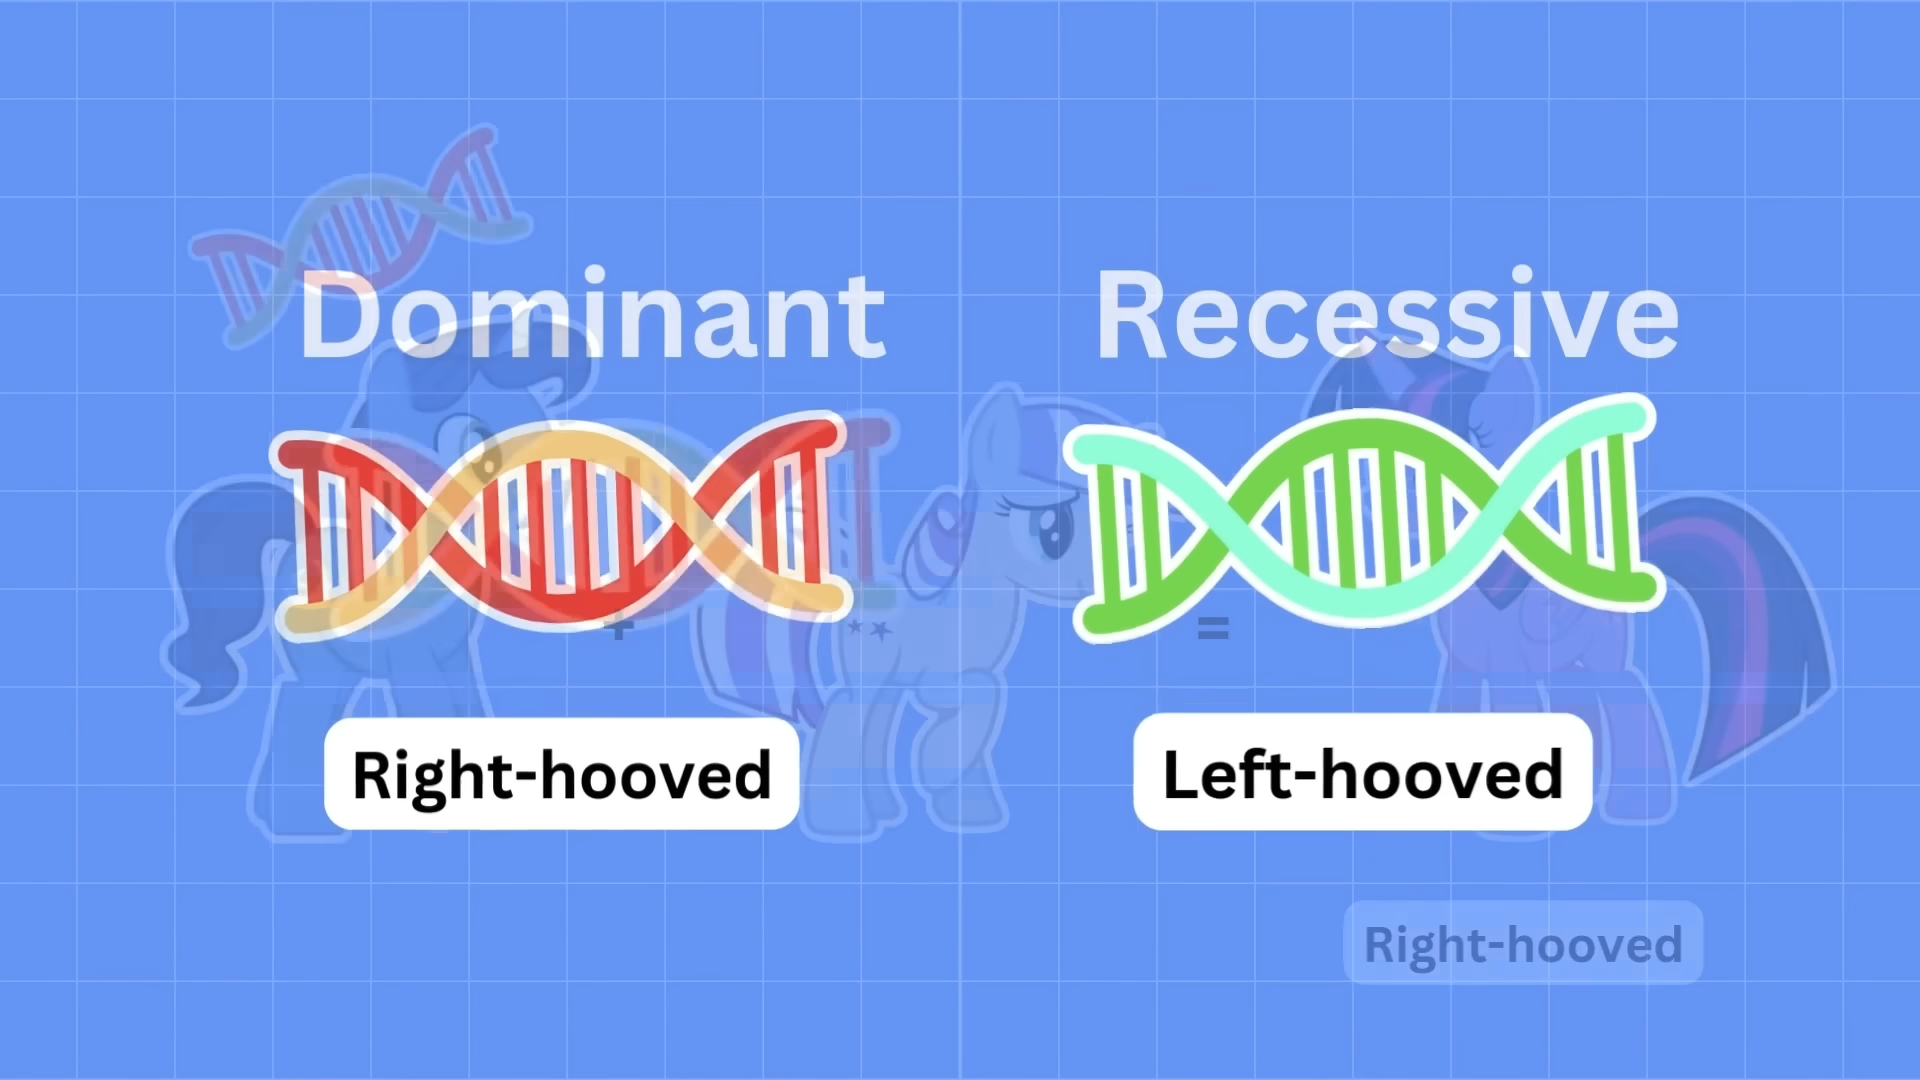 Dominant
Recessive
+
=
Right-hooved
Left-hooved
Right-hooved